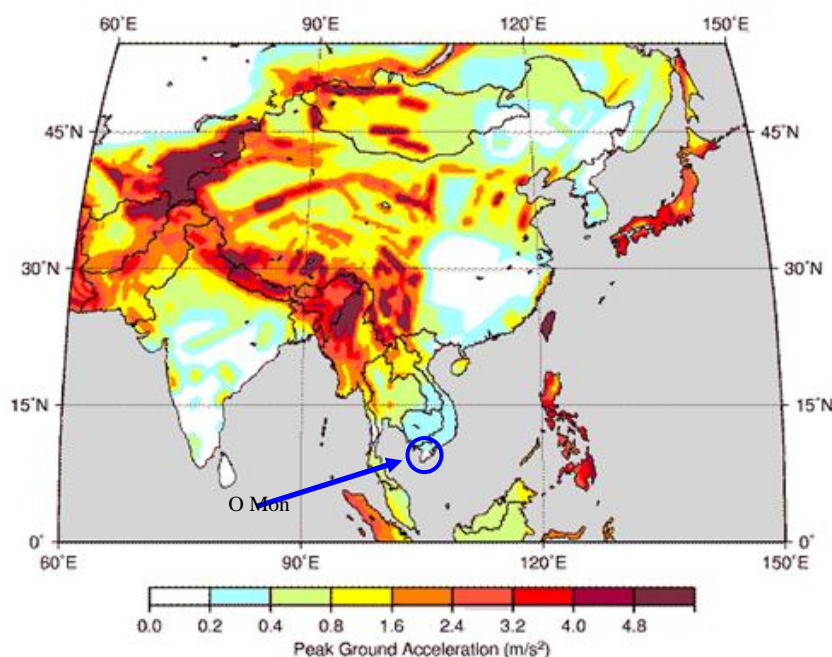 60°E 90°E 120°E 150°E
45°N 45°N
30°N 30°N
15°N 15°N
O Mon
0° 0°
60°E 90°E 120°E 150°E
0.0 0.2 0.4 0.8 1.6 2.4 3.2 4.0 4.8
Peak Ground Acceleration (m/s²)